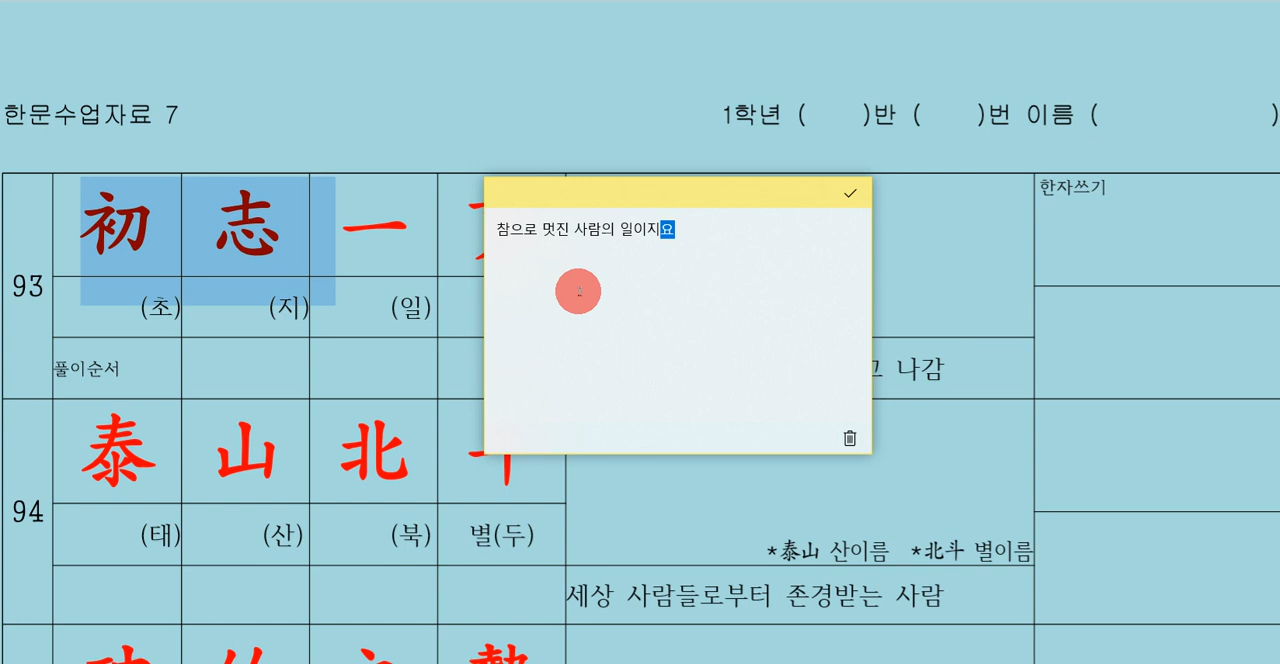 한문수업자료 7 1학년 ( )반 ( )번 이름 ( )
한자쓰기
참으로 멋진 사람의 일이지요
初 志 一
93
(초) (지) (일)
풀이순서
나감
泰 山 北
94
(태) (산) (북) 별(두)
*泰山 산이름 *北斗 별이름
세상 사람들로부터 존경받는 사람